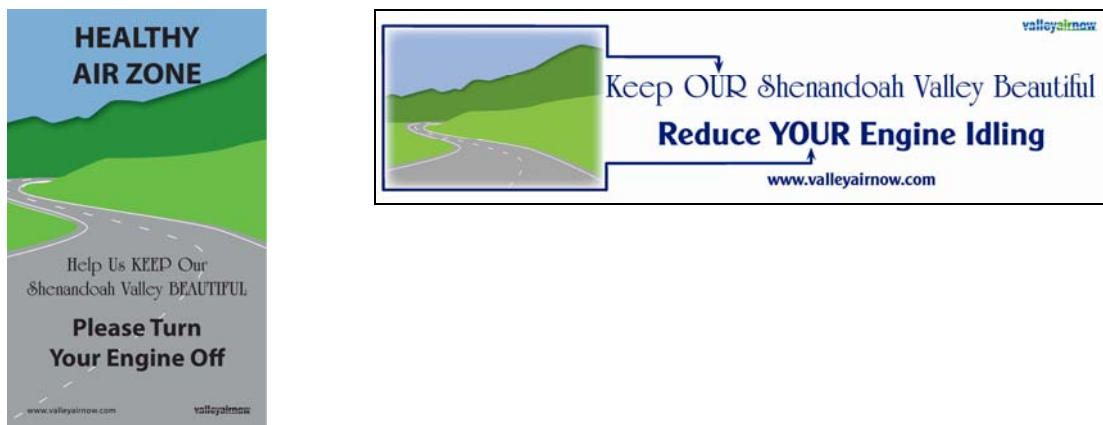 HEALTHY
AIR ZONE
Help Us KEEP Our
Shenandoah Valley BEAUTIFUL
Please Turn
Your Engine Off
www.valleyairnow.com
valleyairnow
valleyairnow
Keep OUR Shenandoah Valley Beautiful
Reduce YOUR Engine Idling
www.valleyairnow.com